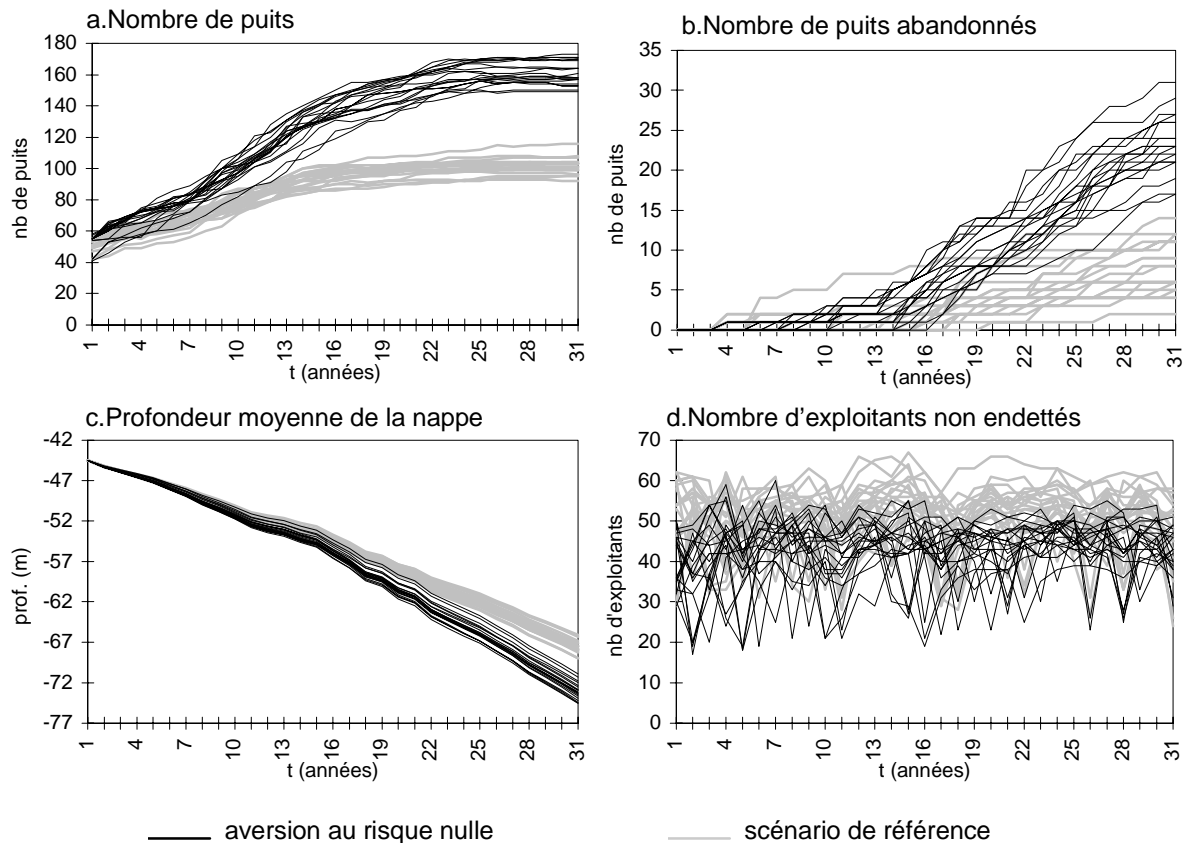 a.Nombre de puits
180
160
140
120
100
80
60
40
20
0
nb de puits
1 4 7 10 13 16 19 22 25 28 31
t (années)
b.Nombre de puits abandonnés
35
30
25
20
15
10
5
0
nb de puits
1 4 7 10 13 16 19 22 25 28 31
t (années)
c.Profondeur moyenne de la nappe
-42
-47
-52
-57
-62
-67
-72
-77
prof. (m)
1 4 7 10 13 16 19 22 25 28 31
t (années)
d.Nombre d'exploitants non endettés
70
60
50
40
30
20
10
0
nb d'exploitants
1 4 7 10 13 16 19 22 25 28 31
t (années)
aversion au risque nulle
scénario de référence